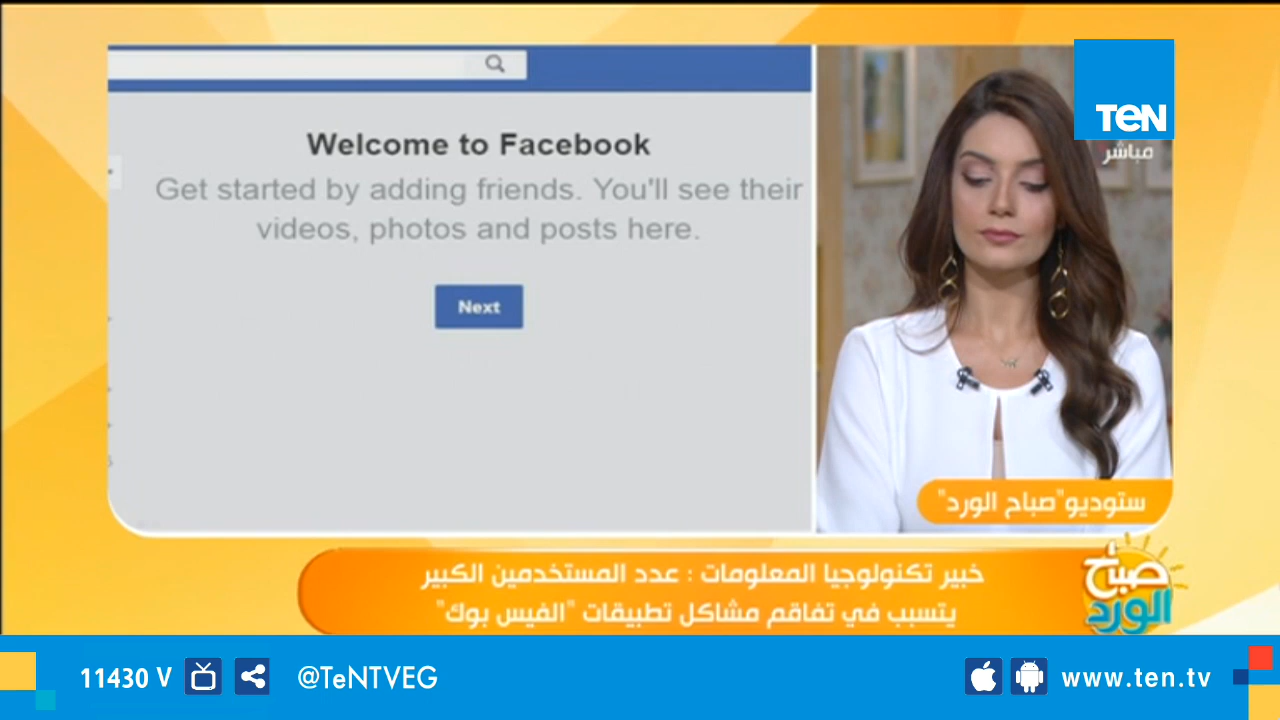 TEN
مباشر
Welcome to Facebook
Get started by adding friends. You'll see their
videos, photos and posts here.
Next
ستوديو"صباح الورد"
خبير تكنولوجيا المعلومات : عدد المستخدمين الكبير
يتسبب في تفاقم مشاكل تطبيقات "الفيس بوك"
صباح
الورد
11430 V
@TeNTVEG
www.ten.tv